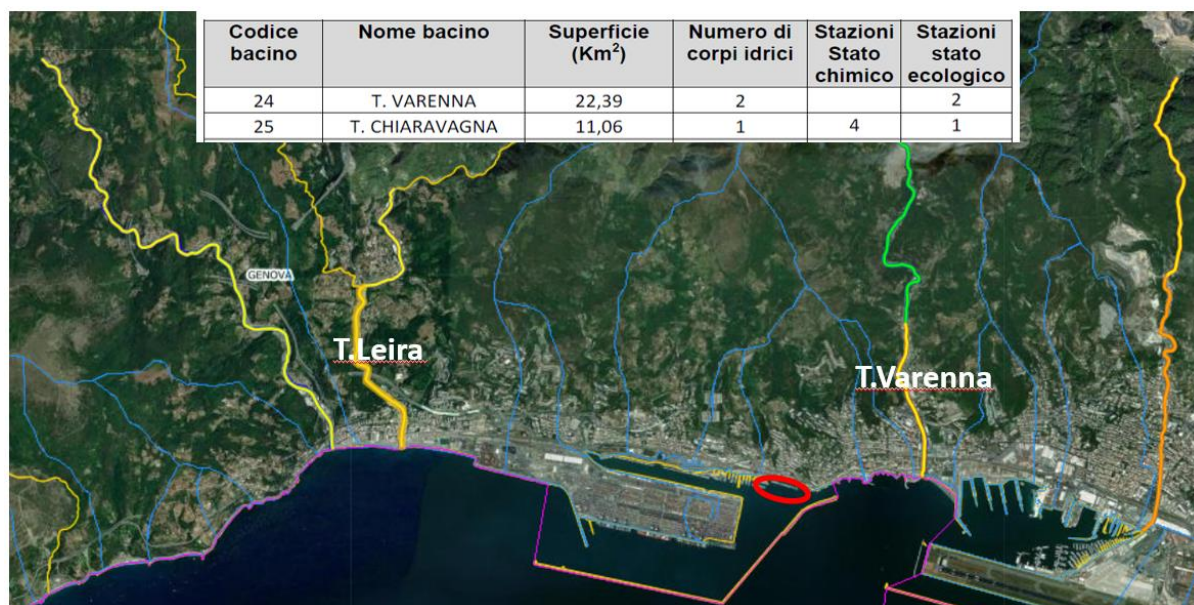 Codice bacino Nome bacino Superficie (Km²) Numero di corpi idrici Stazioni Stato chimico Stazioni stato ecologico
24 T. VARENNA 22,39 2 2
25 T. CHIARAVAGNA 11,06 1 4 1
GENOVA
T.Leira
T.Varenna